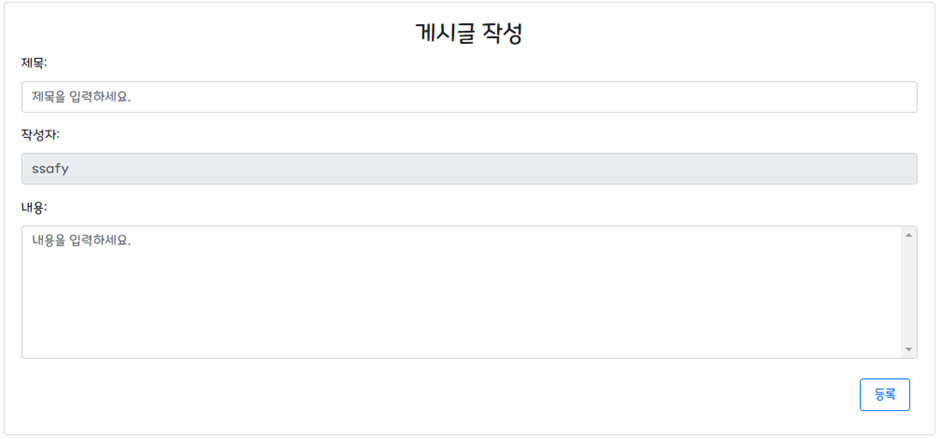 게시글 작성
제목:
제목을 입력하세요.
작성자:
ssafy
내용:
내용을 입력하세요.
등록